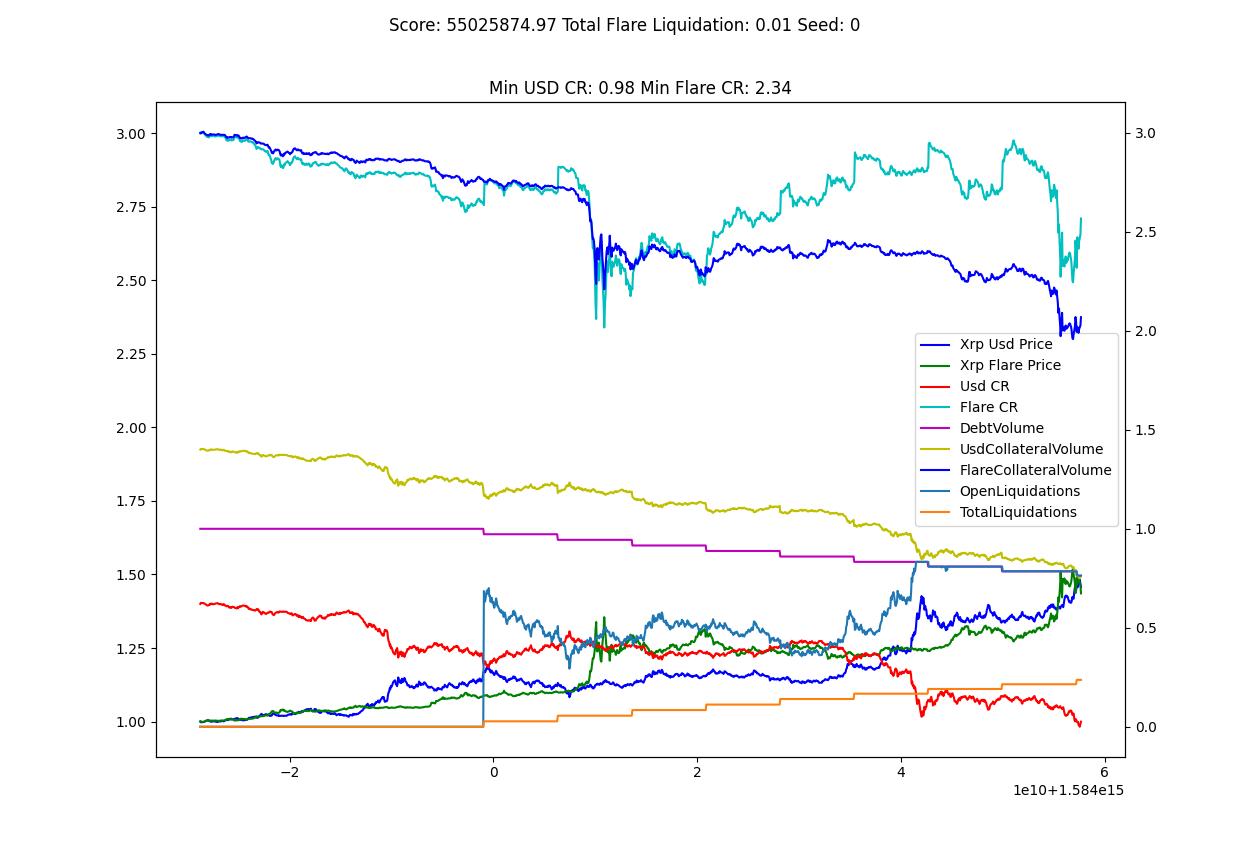 Score: 55025874.97 Total Flare Liquidation: 0.01 Seed: 0
Min USD CR: 0.98 Min Flare CR: 2.34
3.00
2.75
2.50
2.25
2.00
1.75
1.50
1.25
1.00
3.0
2.5
2.0
1.5
1.0
0.5
0.0
Xrp Usd Price
Xrp Flare Price
Usd CR
Flare CR
DebtVolume
UsdCollateralVolume
FlareCollateralVolume
OpenLiquidations
TotalLiquidations
−2 0 2 4 6
1e10+1.584e15